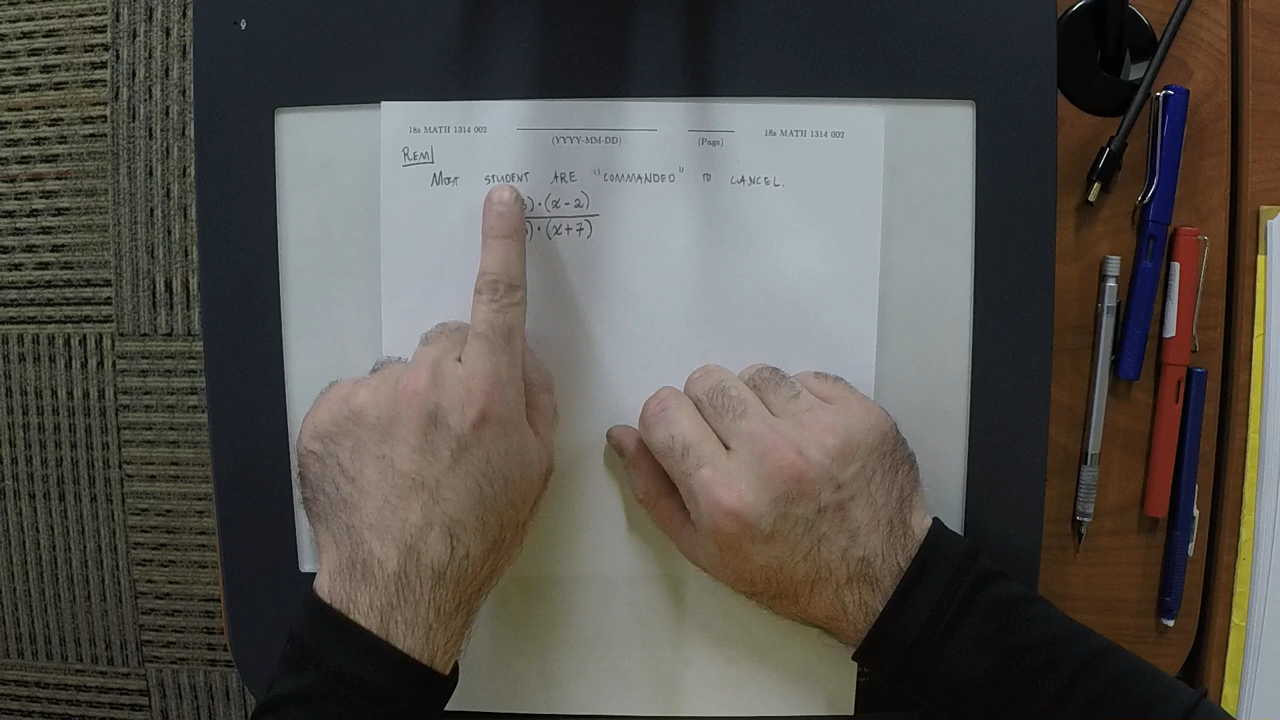 18s MATH 1314 002 (YYYY-MM-DD) (Page) 18s MATH 1314 002
REM
MOST STUDENT ARE "COMMANDED" TO CANCEL.
)·(x-2)
)·(x+7)